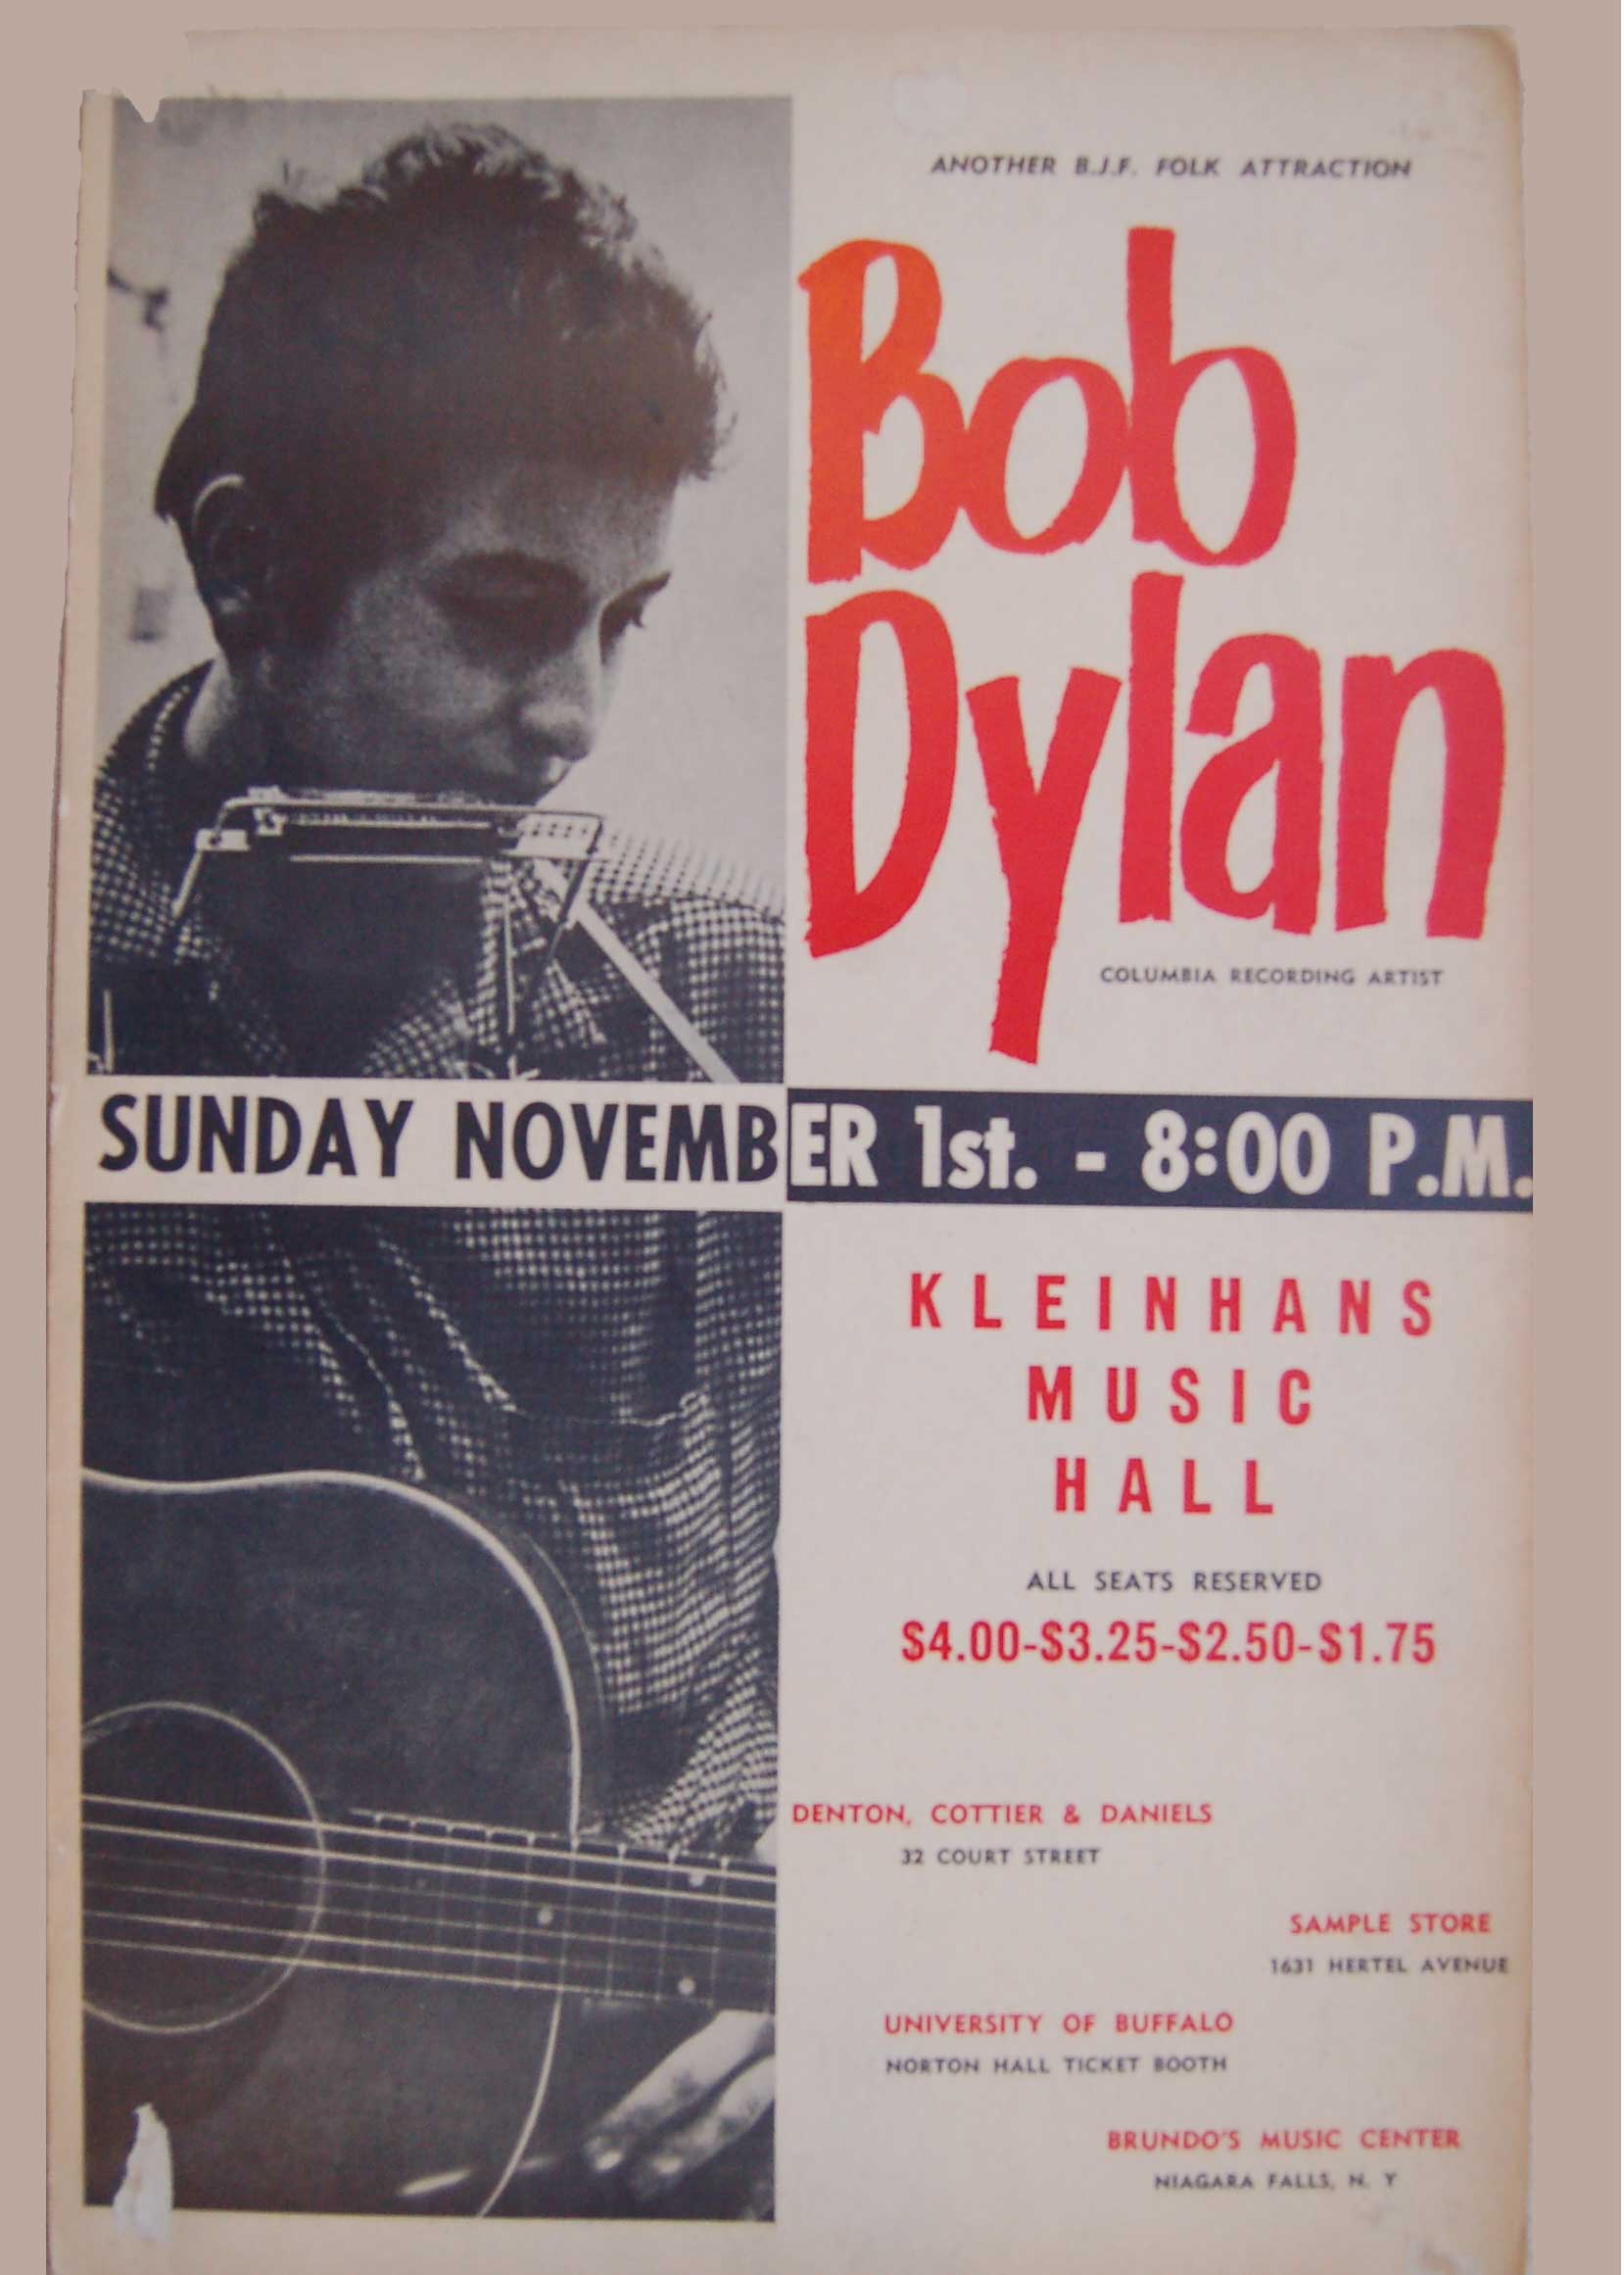 ANOTHER B.J.F. FOLK ATTRACTION
Bob
Dylan
COLUMBIA RECORDING ARTIST
SUNDAY NOVEMBER 1st. - 8:00 P.M.
KLEINHANS
MUSIC
HALL
ALL SEATS RESERVED
$4.00-$3.25-$2.50-$1.75
DENTON, COTTIER & DANIELS
32 COURT STREET
SAMPLE STORE
1631 HERTEL AVENUE
UNIVERSITY OF BUFFALO
NORTON HALL TICKET BOOTH
BRUNDO'S MUSIC CENTER
NIAGARA FALLS, N. Y